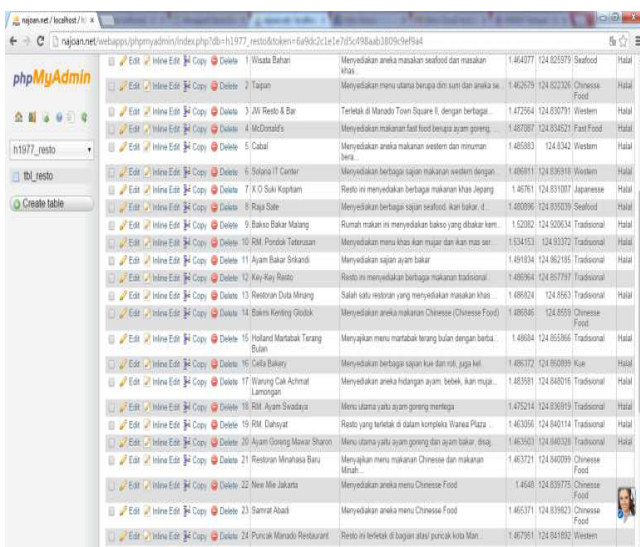 najoan.net / localhost / h
najoan.net/webapps/phpmyadmin/index.php?db=h1977_resto&token=6a9dc2c1e1e7d5c498aab3809c9ef9a4
phpMyAdmin
h1977_resto
tbl_resto
Create table
Edit Inline Edit Copy Delete 1 Wisata Bahari Menyediakan aneka masakan seafood dan masakan khas... 1.464077 124.825979 Seafood Halal
Edit Inline Edit Copy Delete 2 Taipan Menyediakan menu utama berupa dim sum dan aneka se... 1.462679 124.822326 Chinesse Food
Edit Inline Edit Copy Delete 3 JW Resto & Bar Terletak di Manado Town Square II, dengan berbagai... 1.472564 124.830791 Western Halal
Edit Inline Edit Copy Delete 4 McDonald's Menyediakan makanan fast food berupa ayam goreng, ... 1.487087 124.834521 Fast Food Halal
Edit Inline Edit Copy Delete 5 Cabal Menyediakan aneka makanan western dan minuman bera... 1.485883 124.8342 Western Halal
Edit Inline Edit Copy Delete 6 Solaria IT Center Menyediakan berbagai sajian makanan western dengan... 124.836918 Western Halal
Edit Inline Edit Copy Delete 7 X.O Suki Kopitiam Resto ini menyediakan berbagai makanan khas Jepang 1.46761 124.831007 Japanesse Halal
Edit Inline Edit Copy Delete 8 Raja Sate Menyediakan berbagai sajian seafood, ikan bakar, d... 1.480896 124.835039 Seafood Halal
Edit Inline Edit Copy Delete 9 Bakso Bakar Malang Rumah makan ini menyediakan bakso yang dibakar kem... 1.52082 124.920634 Tradisional Halal
Edit Inline Edit Copy Delete 10 RM. Pondok Teterusan Menyediakan menu khas ikan mujair dan ikan mas ser... 1.534153 124.93372 Tradisional Halal
Edit Inline Edit Copy Delete 11 Ayam Bakar Srikandi Menyediakan sajian ayam bakar 1.491834 124.862185 Tradisional Halal
Edit Inline Edit Copy Delete 12 Key-Key Resto Resto ini menyediakan berbagai makanan tradisional... 1.486964 124.857797 Tradisional
Edit Inline Edit Copy Delete 13 Restoran Duta Minang Salah satu restoran yang menyediakan masakan khas ... 1.486824 124.8563 Tradisional Halal
Edit Inline Edit Copy Delete 14 Bakmi Kenting Glodok Menyediakan aneka makanan Chinesse (Chinesse Food) 1.486846 124.8559 Chinesse Food
Edit Inline Edit Copy Delete 15 Holland Martabak Terang Bulan Menyajikan menu martabak terang bulan dengan berba... 1.48684 124.855866 Tradisional Halal
Edit Inline Edit Copy Delete 16 Cella Bakery Menyediakan berbagai sajian kue dan roti, juga kel... 1.486372 124.850899 Kue Halal
Edit Inline Edit Copy Delete 17 Warung Cak Achmat Lamongan Menyediakan aneka hidangan ayam, bebek, ikan mujai... 1.483581 124.848016 Tradisional Halal
Edit Inline Edit Copy Delete 18 RM. Ayam Swadaya Menu utama yaitu ayam goreng mentega 1.475214 124.836919 Tradisional Halal
Edit Inline Edit Copy Delete 19 RM. Dahsyat Resto yang terletak di dalam kompleks Wanea Plaza ... 1.463056 124.840114 Tradisional Halal
Edit Inline Edit Copy Delete 20 Ayam Goreng Mawar Sharon Menu utama yaitu ayam goreng dan ayam bakar, disaj... 1.463503 124.840328 Tradisional Halal
Edit Inline Edit Copy Delete 21 Restoran Minahasa Baru Menyajikan menu makanan Chinesse dan makanan Minah... 1.463721 124.840099 Chinesse Food
Edit Inline Edit Copy Delete 22 New Mie Jakarta Menyediakan aneka menu Chinesse Food 1.4648 124.839775 Chinesse Food
Edit Inline Edit Copy Delete 23 Samrat Abadi Menyediakan aneka menu Chinesse Food 1.465371 124.839823 Chinesse Food
Edit Inline Edit Copy Delete 24 Puncak Manado Restaurant Resto ini terletak di bagian atas/ puncak kota Man... 1.467951 124.841892 Western